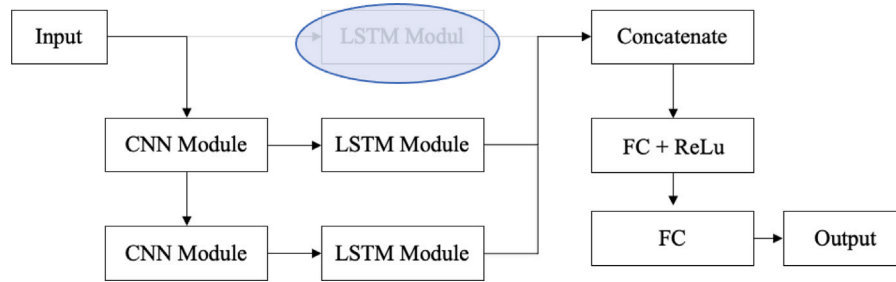 Input
LSTM Modul
Concatenate
CNN Module
LSTM Module
FC + ReLu
CNN Module
LSTM Module
FC
Output